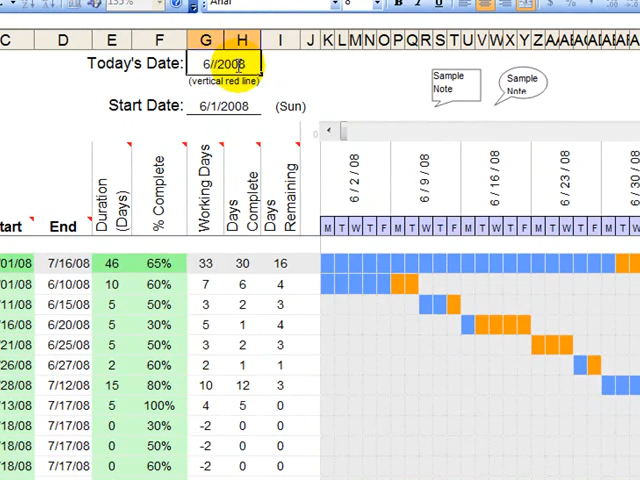 135%
Arial
8
B I U
C D E F G H I J K L M N O P Q R S T U V W X Y Z
Today's Date: 6//2008
(vertical red line)
Sample Note
Sample Note
Start Date: 6/1/2008 (Sun)
0
tart End Duration (Days) % Complete Working Days Days Complete Days Remaining 6 / 2 / 08 6 / 9 / 08 6 / 16 / 08 6 / 23 / 08 6 / 30 / 08
M T W T F M T W T F M T W T F M T W T F M T W
/01/08 7/16/08 46 65% 33 30 16
/01/08 6/10/08 10 60% 7 6 4
/11/08 6/15/08 5 50% 3 2 3
/16/08 6/20/08 5 30% 5 1 4
/21/08 6/25/08 5 50% 3 2 3
/26/08 6/27/08 2 60% 2 1 1
/28/08 7/12/08 15 80% 10 12 3
/13/08 7/17/08 5 100% 4 5 0
/18/08 7/17/08 0 30% -2 0 0
/18/08 7/17/08 0 50% -2 0 0
/18/08 7/17/08 0 60% -2 0 0